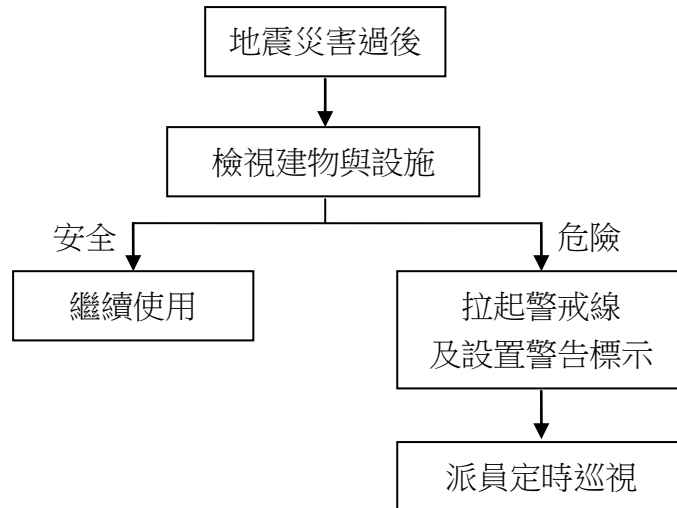 地震災害過後
檢視建物與設施
安全
危險
繼續使用
拉起警戒線
及設置警告標示
派員定時巡視